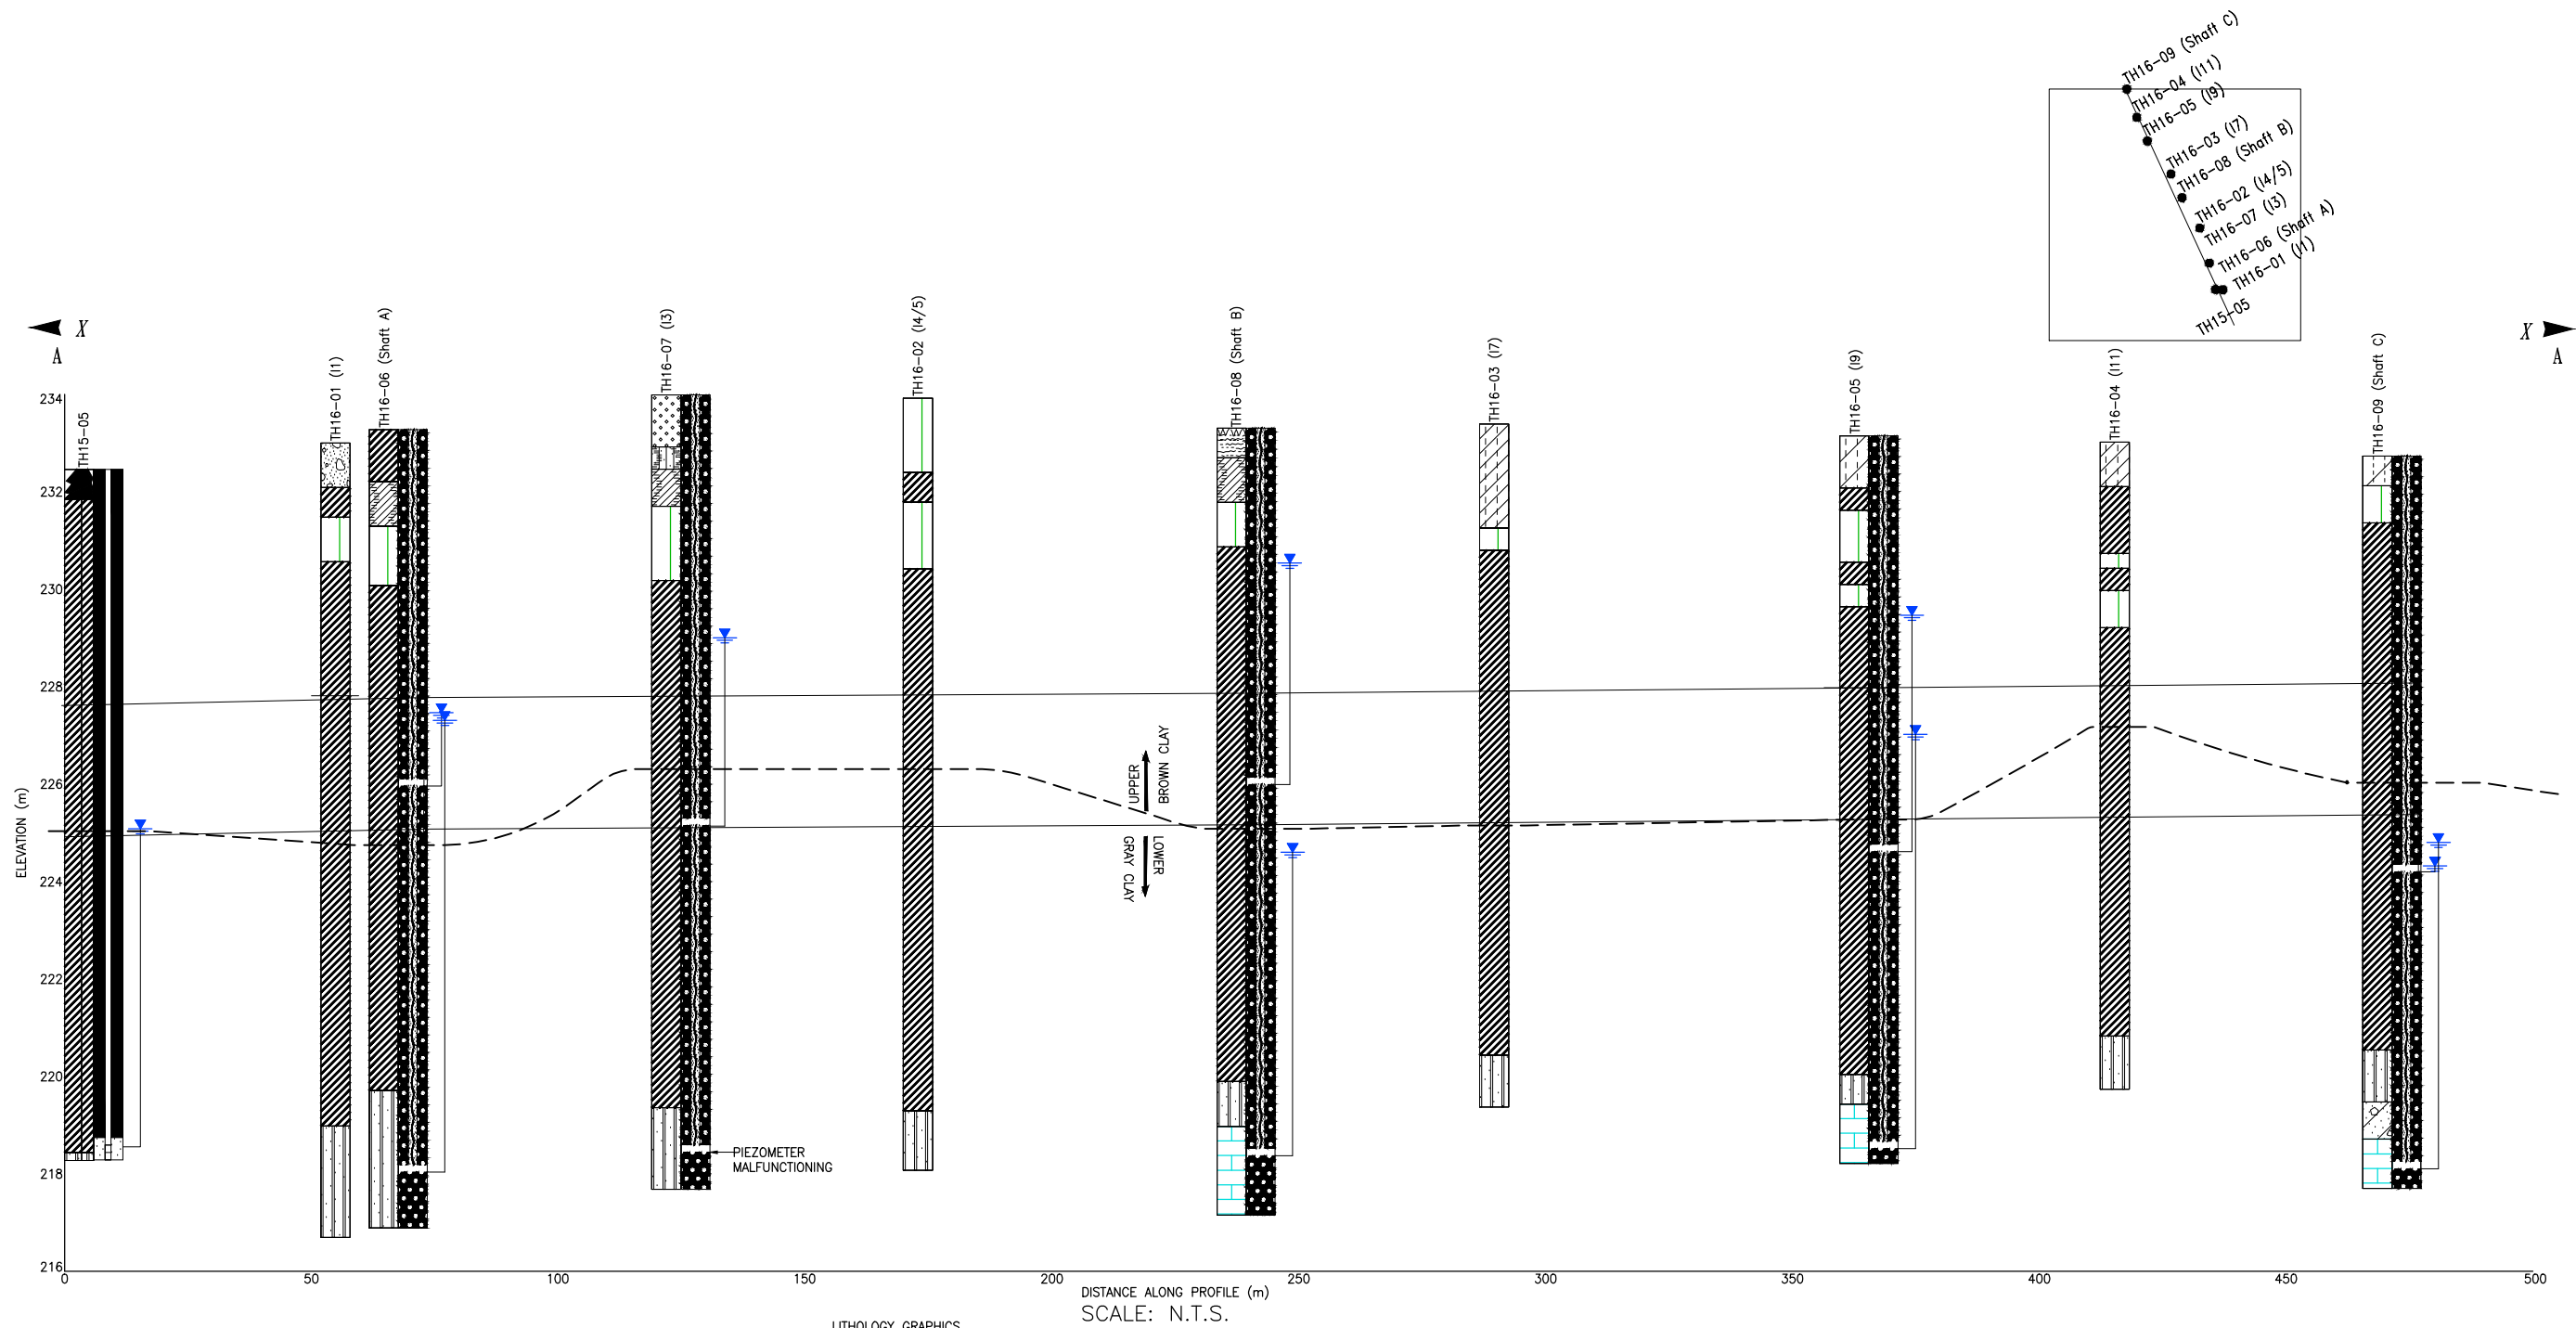 TH16-09 (Shaft C)
TH16-04 (I11)
TH16-05 (I9)
TH16-03 (I7)
TH16-08 (Shaft B)
TH16-02 (I4/5)
TH16-07 (I3)
TH16-06 (Shaft A)
TH16-01 (I1)
TH15-05
X
A
X
A
TH15-05
TH16-01 (I1)
TH16-06 (Shaft A)
TH16-07 (I3)
TH16-02 (I4/5)
TH16-08 (Shaft B)
TH16-03 (I7)
TH16-05 (I9)
TH16-04 (I11)
TH16-09 (Shaft C)
234
232
230
228
226
224
222
220
218
216
ELEVATION (m)
UPPER
BROWN CLAY
LOWER
GRAY CLAY
PIEZOMETER
MALFUNCTIONING
0
50
100
150
200
250
300
350
400
450
500
DISTANCE ALONG PROFILE (m)
SCALE: N.T.S.
LITHOLOGY GRAPHICS